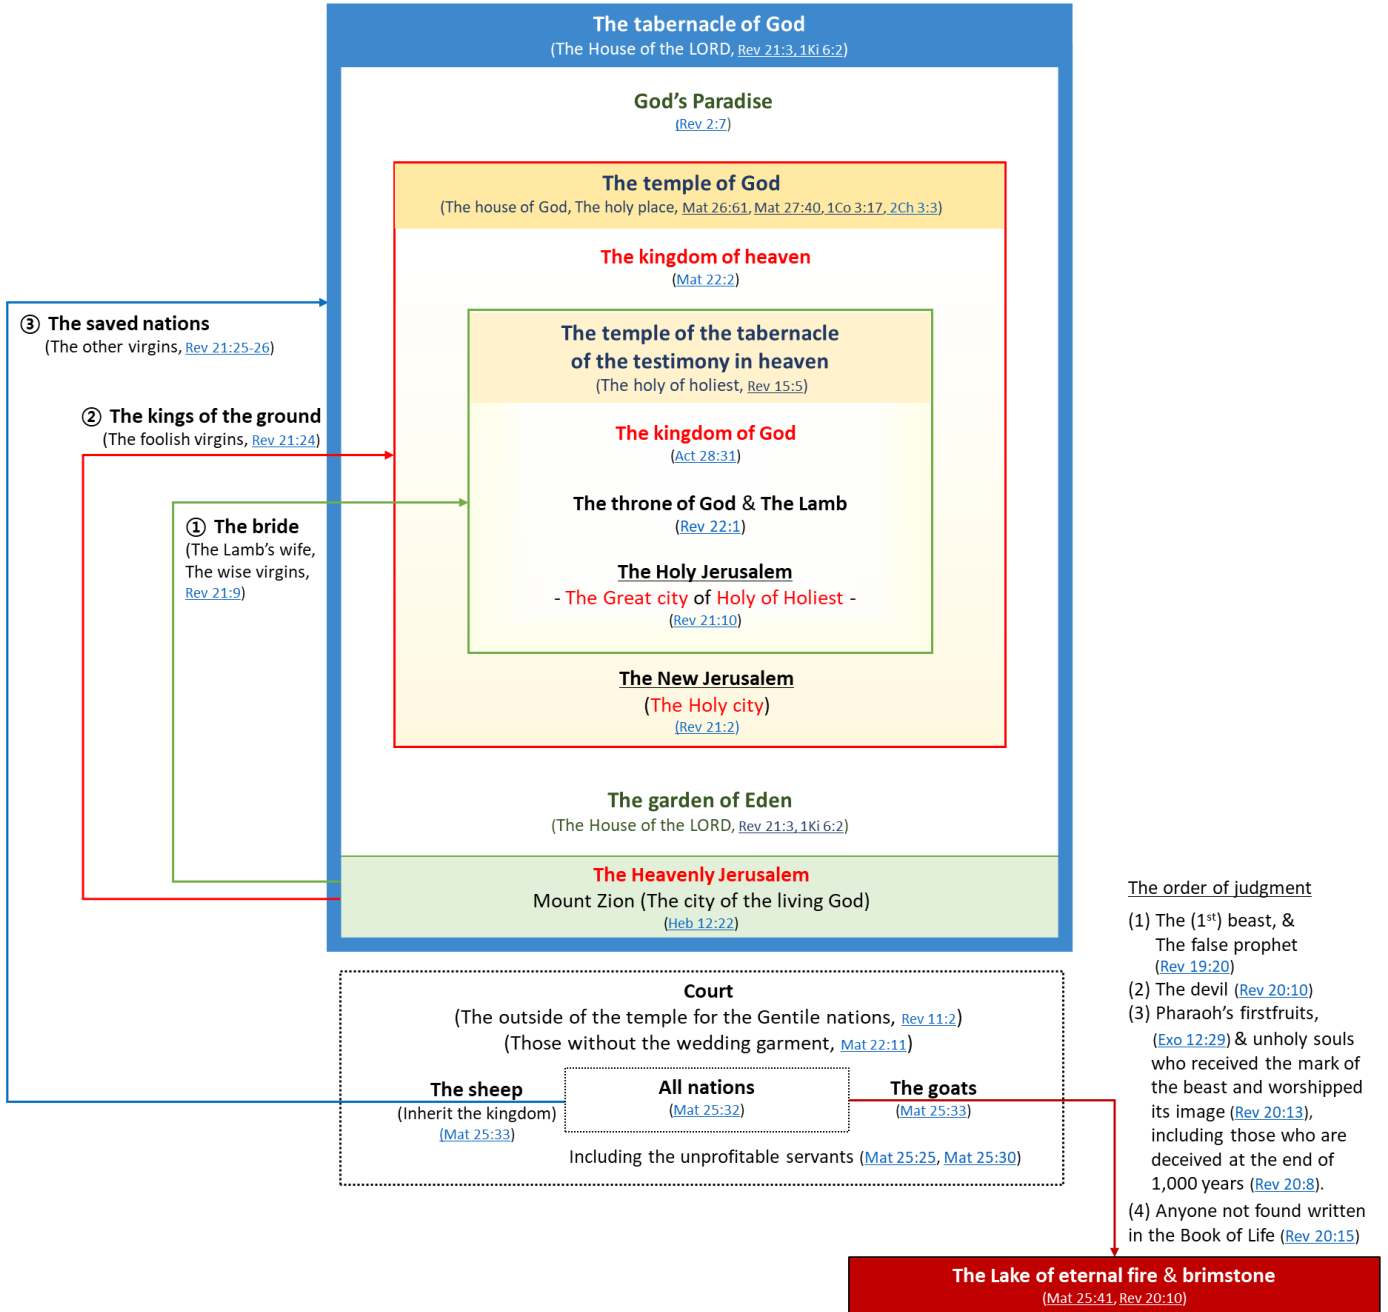 The tabernacle of God
(The House of the LORD, Rev 21:3, 1Ki 6:2)
God's Paradise
(Rev 2:7)
The temple of God
(The house of God, The holy place, Mat 26:61, Mat 27:40, 1Co 3:17, 2Ch 3:3)
The kingdom of heaven
(Mat 22:2)
The temple of the tabernacle
of the testimony in heaven
(The holy of holiest, Rev 15:5)
The kingdom of God
(Act 28:31)
The throne of God & The Lamb
(Rev 22:1)
The Holy Jerusalem
- The Great city of Holy of Holiest -
(Rev 21:10)
The New Jerusalem
(The Holy city)
(Rev 21:2)
The garden of Eden
(The House of the LORD, Rev 21:3, 1Ki 6:2)
The Heavenly Jerusalem
Mount Zion (The city of the living God)
(Heb 12:22)
③ The saved nations
(The other virgins, Rev 21:25-26)
② The kings of the ground
(The foolish virgins, Rev 21:24)
① The bride
(The Lamb's wife,
The wise virgins,
Rev 21:9)
Court
(The outside of the temple for the Gentile nations, Rev 11:2)
(Those without the wedding garment, Mat 22:11)
The sheep
(Inherit the kingdom)
(Mat 25:33)
All nations
(Mat 25:32)
The goats
(Mat 25:33)
Including the unprofitable servants (Mat 25:25, Mat 25:30)
The order of judgment
(1) The (1st) beast, &
The false prophet
(Rev 19:20)
(2) The devil (Rev 20:10)
(3) Pharaoh's firstfruits,
(Exo 12:29) & unholy souls
who received the mark of
the beast and worshipped
its image (Rev 20:13),
including those who are
deceived at the end of
1,000 years (Rev 20:8).
(4) Anyone not found written
in the Book of Life (Rev 20:15)
The Lake of eternal fire & brimstone
(Mat 25:41, Rev 20:10)